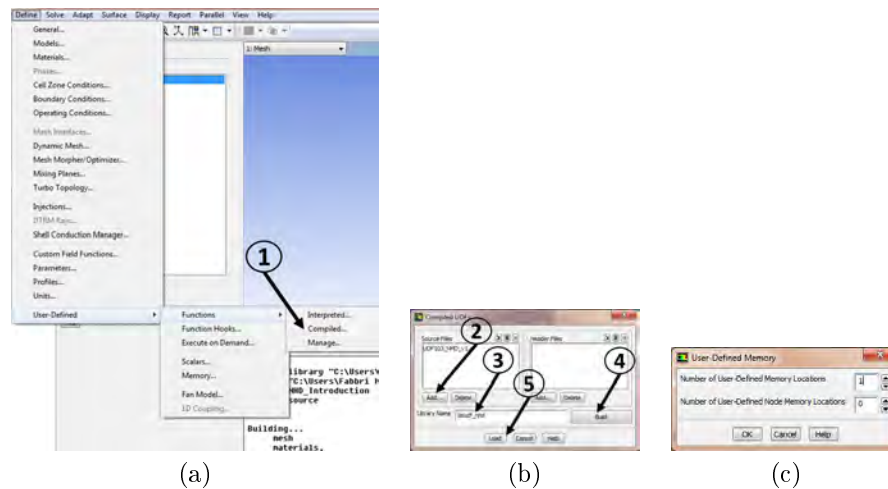 Define Solve Adapt Surface Display Report Parallel View Help
General...
Models...
Materials...
Phases...
Cell Zone Conditions...
Boundary Conditions...
Operating Conditions...
Mesh Interfaces...
Dynamic Mesh...
Mesh Morpher/Optimizer...
Mixing Planes...
Turbo Topology...
Injections...
DTRM Rays...
Shell Conduction Manager...
Custom Field Functions...
Parameters...
Profiles...
Units...
User-Defined
1: Mesh
1
Functions
Function Hooks...
Execute on Demand...
Scalars...
Memory...
Fan Model...
1D Coupling...
Interpreted...
Compiled...
Manage...
library "C:\Users\
"C:\Users\Fabbri
MHD_Introduction
source
Building...
mesh
materials,
(a)
Compiled UDFs
Source Files
Header Files
2
3
4
5
Add... Delete
Add... Delete
Library Name
Build
Load Cancel Help
(b)
User-Defined Memory
Number of User-Defined Memory Locations 1
Number of User-Defined Node Memory Locations 0
OK Cancel Help
(c)